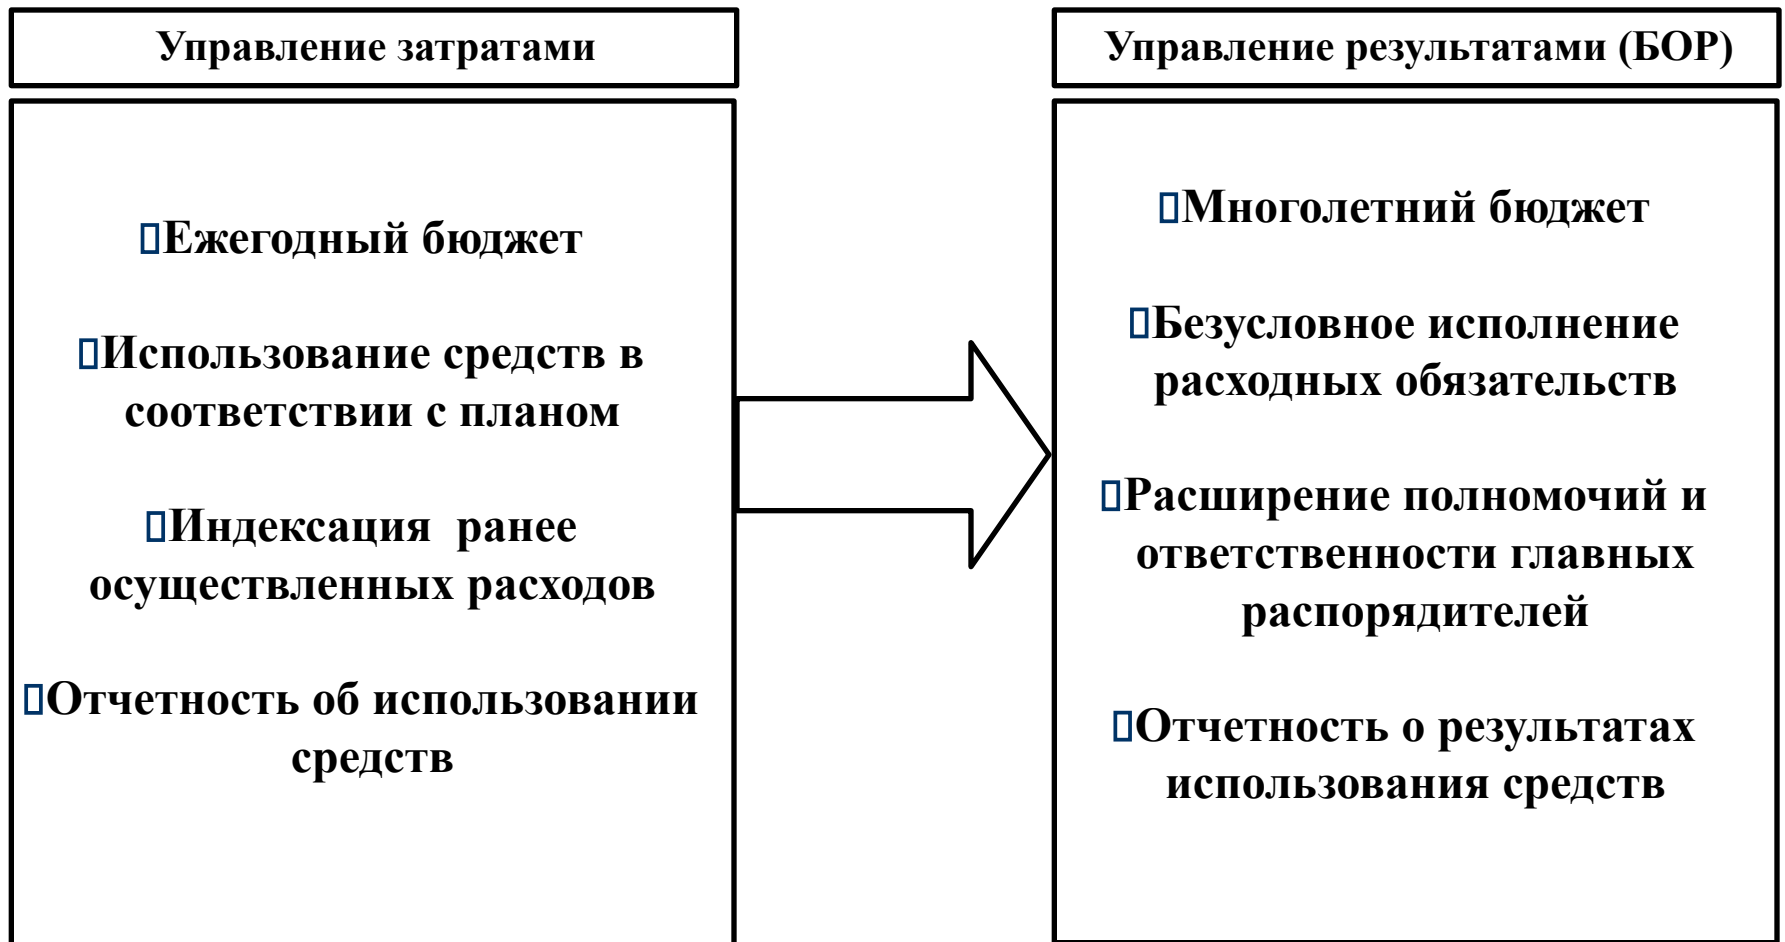 Управление затратами
Ежегодный бюджет
Использование средств в
соответствии с планом
Индексация ранее
осуществленных расходов
Отчетность об использовании
средств
Управление результатами (БОР)
Многолетний бюджет
Безусловное исполнение
расходных обязательств
Расширение полномочий и
ответственности главных
распорядителей
Отчетность о результатах
использования средств